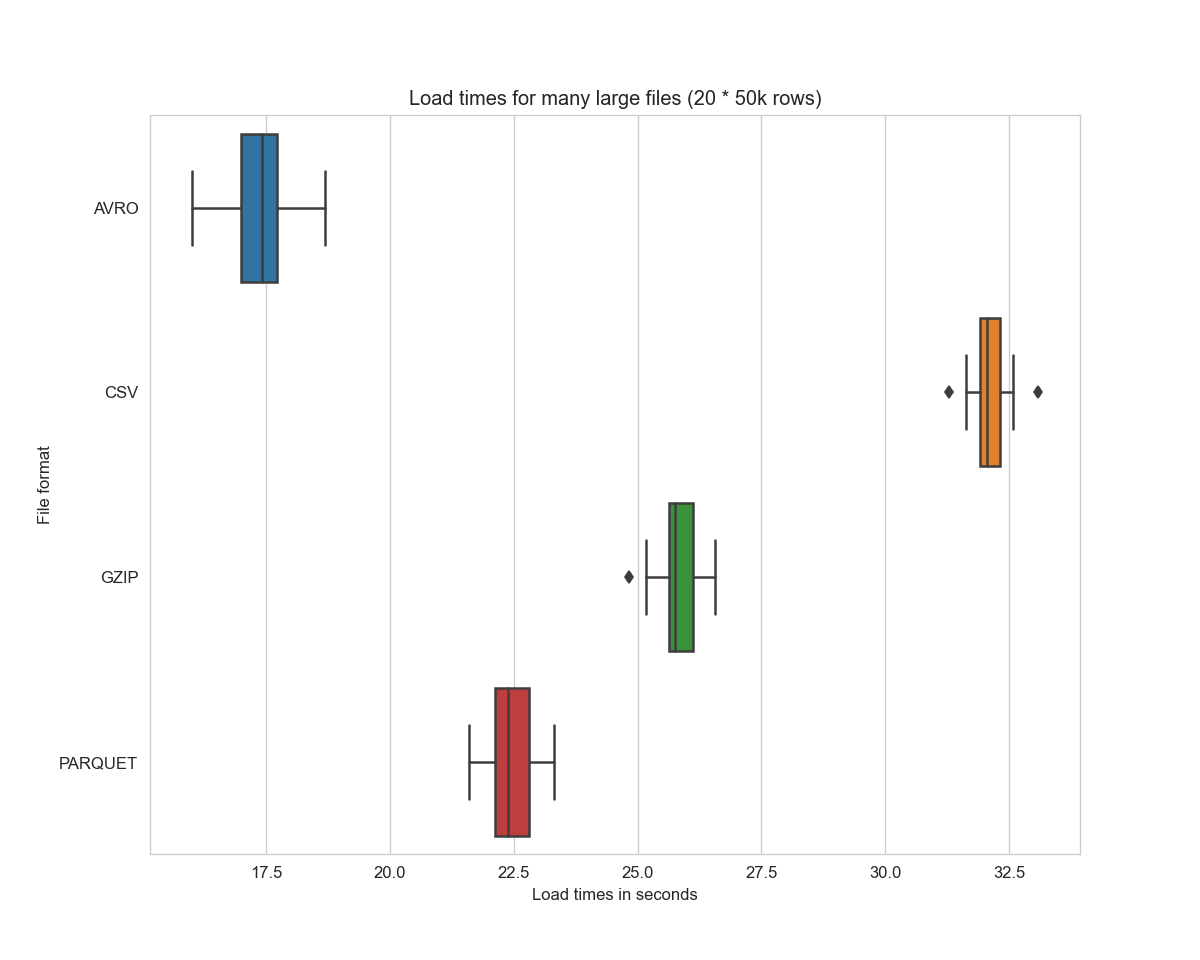 Load times for many large files (20 * 50k rows)
File format
AVRO
CSV
GZIP
PARQUET
17.5 20.0 22.5 25.0 27.5 30.0 32.5
Load times in seconds